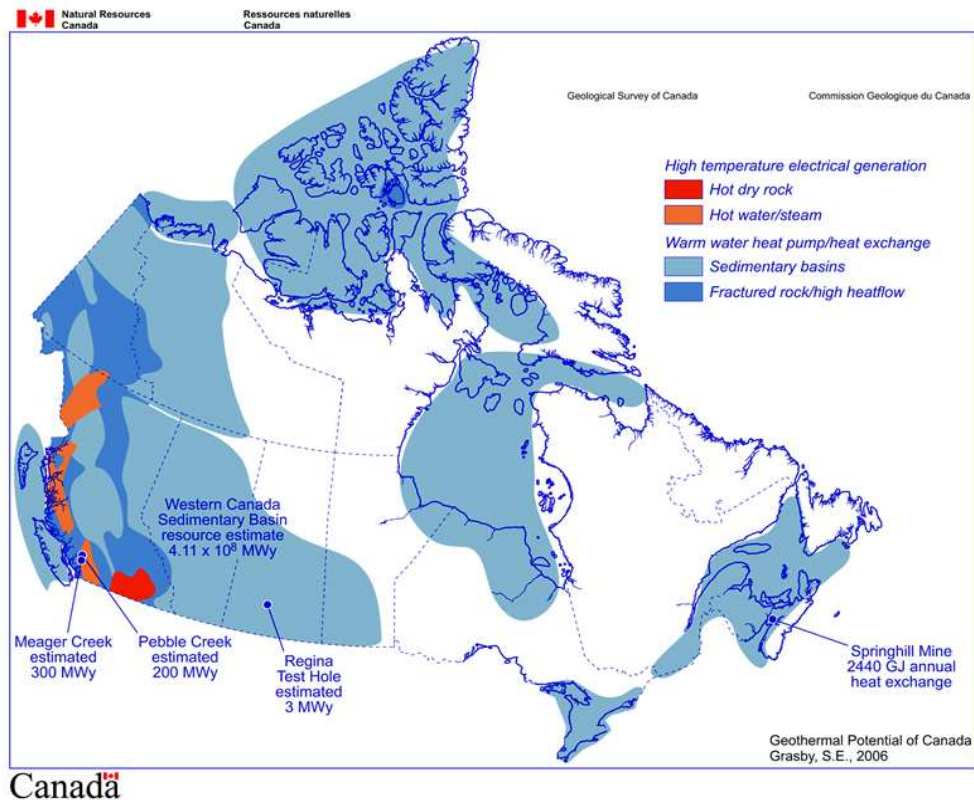 Natural Resources
Canada
Ressources naturelles
Canada
Geological Survey of Canada
Commission Geologique du Canada
High temperature electrical generation
Hot dry rock
Hot water/steam
Warm water heat pump/heat exchange
Sedimentary basins
Fractured rock/high heatflow
Western Canada
Sedimentary Basin
resource estimate
4.11 x 10⁸ MWy
Meager Creek
estimated
300 MWy
Pebble Creek
estimated
200 MWy
Regina
Test Hole
estimated
3 MWy
Springhill Mine
2440 GJ annual
heat exchange
Geothermal Potential of Canada
Grasby, S.E., 2006
Canada